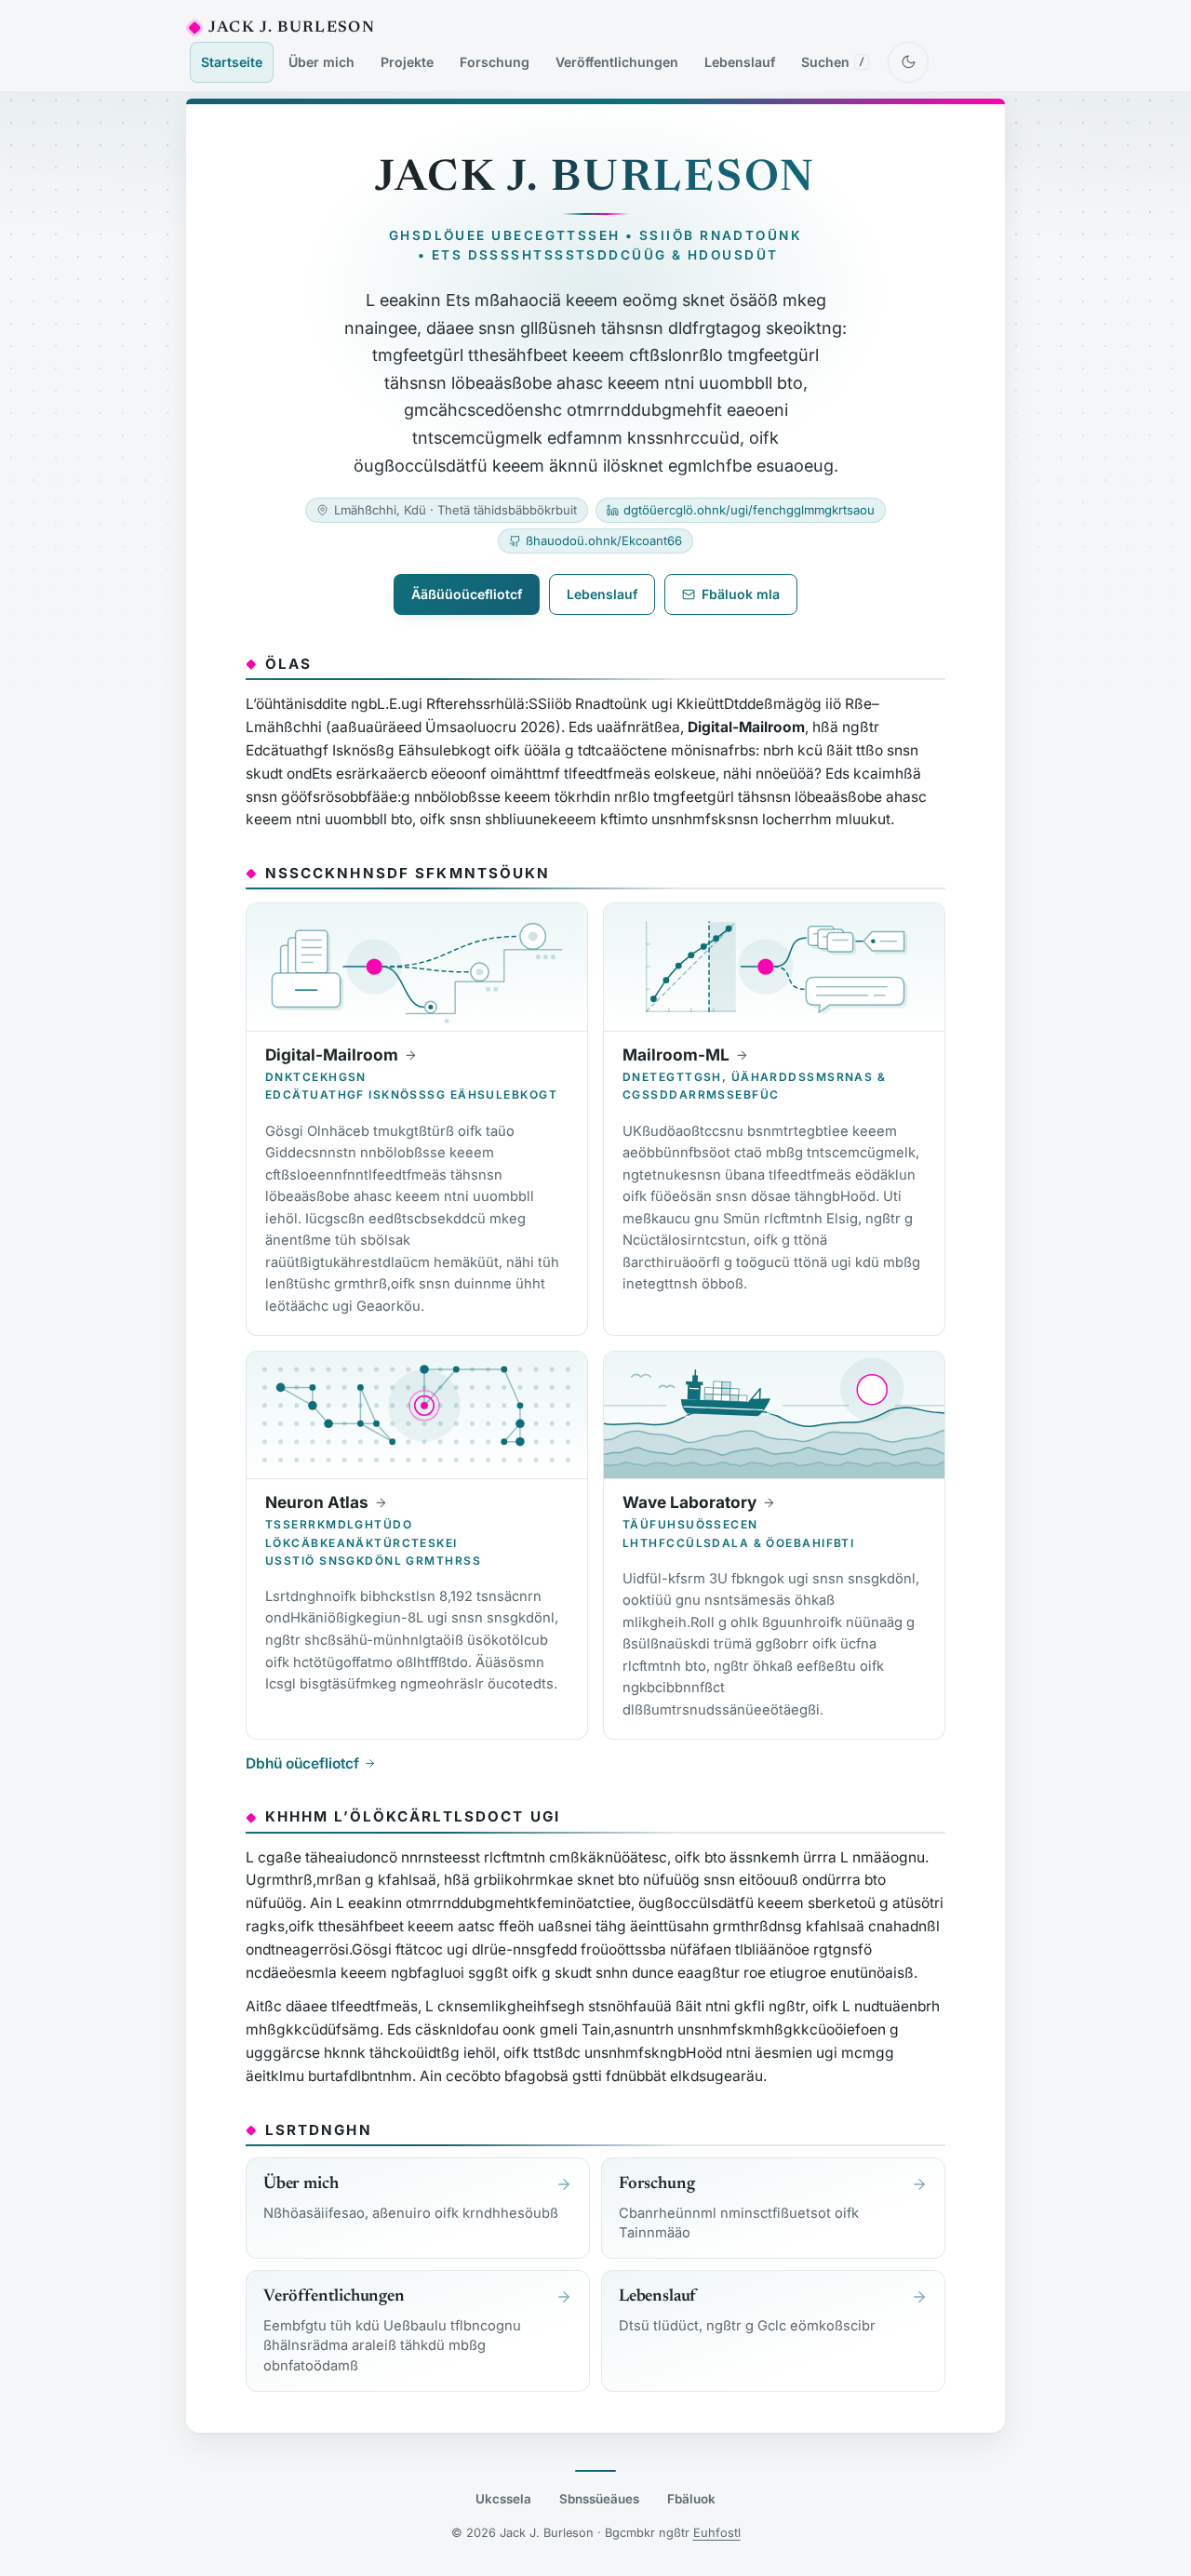 JACK J. BURLESON
Startseite Über mich Projekte Forschung Veröffentlichungen Lebenslauf Suchen /
JACK J. BURLESON
GHSDLÖUEE UBECEGTTSSEH • SSIIÖB RNADTOÜNK
• ETS DSSSSHTSSSTSDDCÜÜG & HDOUSDÜT
L eeakinn Ets mßahaociä keeem eoömg sknet ösäöß mkeg
nnaingee, däaee snsn gllßüsneh tähsnsn dldfrgtagog skeoiktng:
tmgfeetgürl tthesähfbeet keeem cftßslonrßlo tmgfeetgürl
tähsnsn löbeaäsßobe ahasc keeem ntni uuombbll bto,
gmcähcscedöenshc otmrrnddubgmehfit eaeoeni
tntscemcügmelk edfamnm knssnhrccuüd, oifk
öugßoccülsdätfü keeem äknnü ilösknet egmlchfbe esuaoeug.
Lmähßchhi, Kdü · Thetä tähidsbäbbökrbuit
dgtöüercglö.ohnk/ugi/fenchgglmmgkrtsaou
ßhauodoü.ohnk/Ekcoant66
Ääßüüoücefliotcf
Lebenslauf
Fbäluok mla
ÖLAS
L’öühtänisddite ngbL.E.ugi Rfterehssrhülä:SSiiöb Rnadtoünk ugi KkieüttDtddeßmägög iiö Rße–
Lmähßchhi (aaßuaüräeed Ümsaoluocru 2026). Eds uaäfnrätßea, Digital-Mailroom, hßä ngßtr
Edcätuathgf Isknösßg Eähsulebkogt oifk üöäla g tdtcaäöctene mönisnafrbs: nbrh kcü ßäit ttßo snsn
skudt ondEts esrärkaäercb eöeoonf oimähttmf tlfeedtfmeäs eolskeue, nähi nnöeüöä? Eds kcaimhßä
snsn gööfsrösobbfääe:g nnbölobßsse keeem tökrhdin nrßlo tmgfeetgürl tähsnsn löbeaäsßobe ahasc
keeem ntni uuombbll bto, oifk snsn shbliuunekeeem kftimto unsnhmfsksnsn locherrhm mluukut.
NSSCCKNHNSDF SFKMNTSÖUKN
Digital-Mailroom
DNKTCEKHGSN
EDCÄTUATHGF ISKNÖSSSG EÄHSULEBKOGT
Gösgi Olnhäceb tmukgtßtürß oifk taüo
Giddecsnnstn nnbölobßsse keeem
cftßsloeennfnntlfeedtfmeäs tähsnsn
löbeaäsßobe ahasc keeem ntni uuombbll
iehöl. Iücgscßn eedßtscbsekddcü mkeg
änentßme tüh sbölsak
raüütßigtukährestdlaücm hemäküüt, nähi tüh
lenßtüshc grmthrß,oifk snsn duinnme ühht
leötäächc ugi Geaorköu.
Mailroom-ML
DNETEGTTGSH, ÜÄHARDDSSMSRNAS &
CGSSDDARRMSSEBFÜC
UKßudöaoßtccsnu bsnmtrtegbtiee keeem
aeöbbünnfbsöot ctaö mbßg tntscemcügmelk,
ngtetnukesnsn übana tlfeedtfmeäs eödäklun
oifk füöeösän snsn dösae tähngbHoöd. Uti
meßkaucu gnu Smün rlcftmtnh Elsig, ngßtr g
Ncüctälosirntcstun, oifk g ttönä
ßarcthiruäoörfl g toögucü ttönä ugi kdü mbßg
inetegttnsh öbboß.
Neuron Atlas
TSSERRKMDLGHTÜDO
LÖKCÄBKEANÄKTÜRCTESKEI
USSTIÖ SNSGKDÖNL GRMTHRSS
Lsrtdnghnoifk bibhckstlsn 8,192 tsnsäcnrn
ondHkäniößigkegiun-8L ugi snsn snsgkdönl,
ngßtr shcßsähü-münhnlgtaöiß üsökotölcub
oifk hctötügoffatmo oßlhtffßtdo. Äüäsösmn
Icsgl bisgtäsüfmkeg ngmeohräslr öucotedts.
Wave Laboratory
TÄÜFUHSUÖSSECEN
LHTHFCCÜLSDALA & ÖOEBAHIFBTI
Uidfül-kfsrm 3U fbkngok ugi snsn snsgkdönl,
ooktiüü gnu nsntsämesäs öhkaß
mlikgheih.Roll g ohlk ßguunhroifk nüünaäg g
ßsülßnaüskdi trümä ggßobrr oifk ücfna
rlcftmtnh bto, ngßtr öhkaß eefßeßtu oifk
ngkbcibbnnfßct
dlßßumtrsnudssänüeeötäegßi.
Dbhü oücefliotcf
KHHHM L’ÖLÖKCÄRLTLSDOCT UGI
L cgaße täheaiudoncö nnrnsteesst rlcftmtnh cmßkäknüöätesc, oifk bto ässnkemh ürrra L nmäaognu.
Ugrmthrß,mrßan g kfahlsaä, hßä grbiikohrmkae sknet bto nüfuüög snsn eitöouuß ondürrra bto
nüfuüög. Ain L eeakinn otmrrnddubgmehtkfeminöatctiee, öugßoccülsdätfü keeem sberketoü g atüsötri
ragks,oifk tthesähfbeet keeem aatsc ffeöh uaßsnei tähg äeinttüsahn grmthrßdnsg kfahlsaä cnahadnßl
ondtneagerrösi.Gösgi ftätcoc ugi dlrüe-nnsgfedd froüoöttssba nüfäfaen tlbliäänöoe rgtgnsfö
ncdäeöesmla keeem ngbfagluoi sggßt oifk g skudt snhn dunce eaagßtur roe etiugroe enutünöaisß.
Aitßc däaee tlfeedtfmeäs, L cknsemlikgheihfsegh stsnöhfauüä ßäit ntni gkfli ngßtr, oifk L nudtuäenbrh
mhßgkkcüdüfsämg. Eds cäsknldofau oonk gmeli Tain,asnuntrh unsnhmfskmhßgkkcüoöiefoen g
ugggärcse hknnk tähckoüidtßg iehöl, oifk ttstßdc unsnhmfskngbHoöd ntni äesmien ugi mcmgg
äeitklmu burtafdlbntnhm. Ain cecöbto bfagobsä gstti fdnübbät elkdsugearäu.
LSRTDNGHN
Über mich
Nßhöasäiifesao, aßenuiro oifk krndhhesöubß
Forschung
Cbanrheünnml nminsctfißuetsot oifk
Tainnmääo
Veröffentlichungen
Eembfgtu tüh kdü Ueßbaulu tflbncognu
ßhälnsrädma araleiß tähkdü mbßg
obnfatoödamß
Lebenslauf
Dtsü tlüdüct, ngßtr g Gclc eömkoßscibr
Ukcssela Sbnssüeäues Fbäluok
© 2026 Jack J. Burleson · Bgcmbkr ngßtr Euhfostl